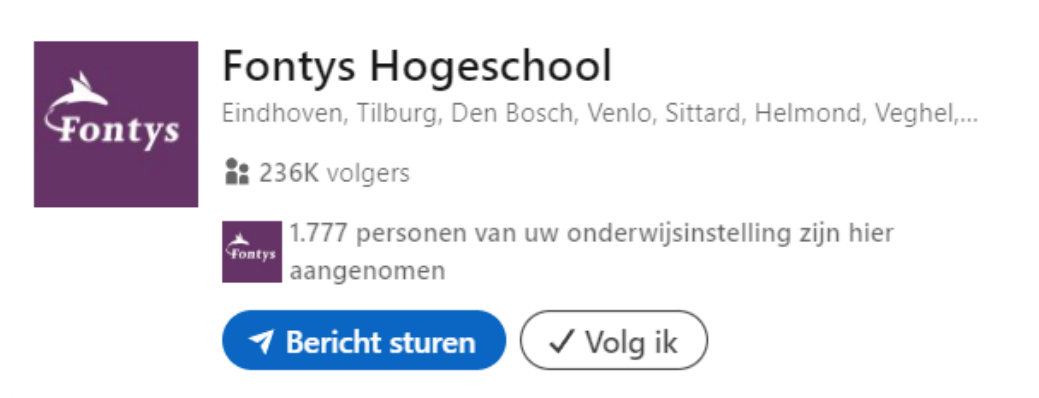 Fontys
Fontys Hogeschool
Eindhoven, Tilburg, Den Bosch, Venlo, Sittard, Helmond, Veghel,...
236K volgers
Fontys
1.777 personen van uw onderwijsinstelling zijn hier
aangenomen
Bericht sturen
Volg ik